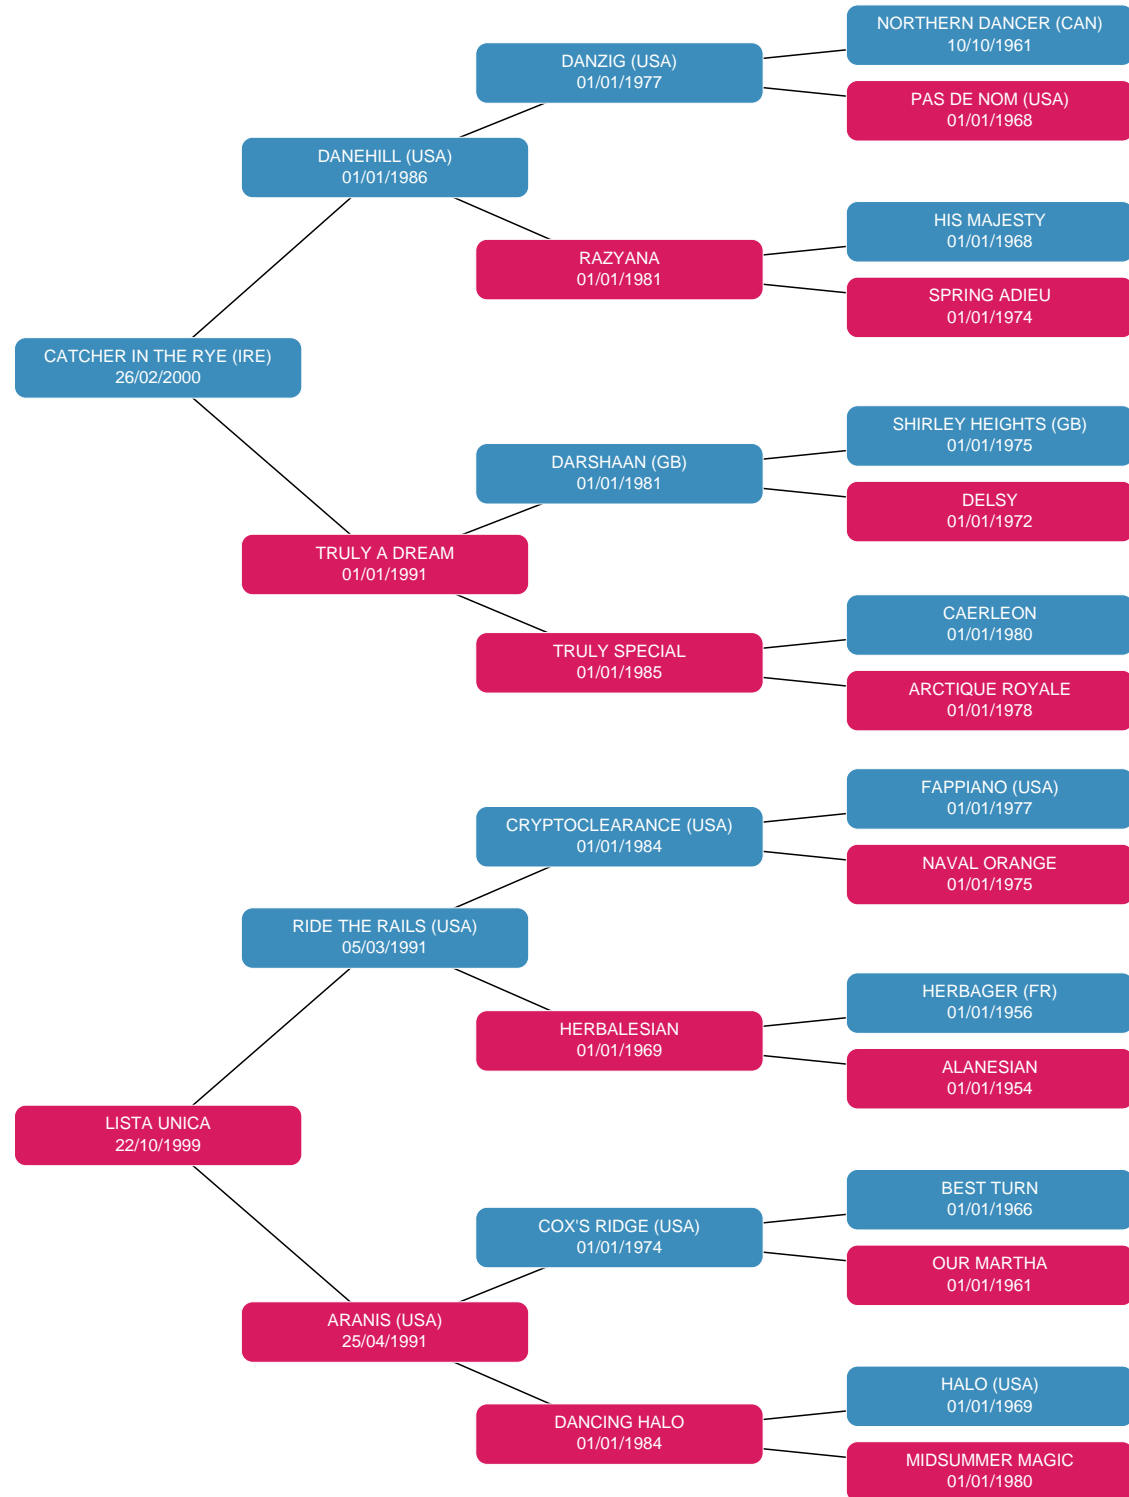 NORTHERN DANCER (CAN)
10/10/1961
DANZIG (USA)
01/01/1977
PAS DE NOM (USA)
01/01/1968
DANEHILL (USA)
01/01/1986
HIS MAJESTY
01/01/1968
RAZYANA
01/01/1981
SPRING ADIEU
01/01/1974
CATCHER IN THE RYE (IRE)
26/02/2000
SHIRLEY HEIGHTS (GB)
01/01/1975
DARSHAAN (GB)
01/01/1981
DELSY
01/01/1972
TRULY A DREAM
01/01/1991
CAERLEON
01/01/1980
TRULY SPECIAL
01/01/1985
ARCTIQUE ROYALE
01/01/1978
FAPPIANO (USA)
01/01/1977
CRYPTOCLEARANCE (USA)
01/01/1984
NAVAL ORANGE
01/01/1975
RIDE THE RAILS (USA)
05/03/1991
HERBAGER (FR)
01/01/1956
HERBALESIAN
01/01/1969
ALANESIAN
01/01/1954
LISTA UNICA
22/10/1999
BEST TURN
01/01/1966
COX'S RIDGE (USA)
01/01/1974
OUR MARTHA
01/01/1961
ARANIS (USA)
25/04/1991
HALO (USA)
01/01/1969
DANCING HALO
01/01/1984
MIDSUMMER MAGIC
01/01/1980